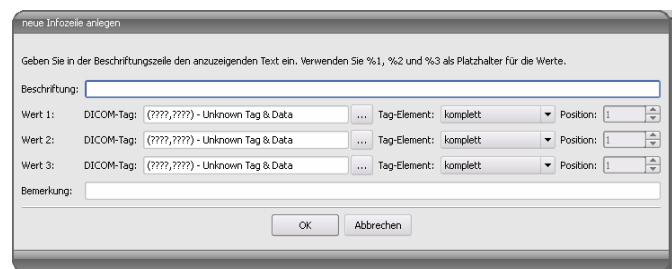 neue Infozeile anlegen
Geben Sie in der Beschriftungszeile den anzuzeigenden Text ein. Verwenden Sie %1, %2 und %3 als Platzhalter für die Werte.
Beschriftung:
Wert 1: DICOM-Tag: (????,????) - Unknown Tag & Data ... Tag-Element: komplett Position: 1
Wert 2: DICOM-Tag: (????,????) - Unknown Tag & Data ... Tag-Element: komplett Position: 1
Wert 3: DICOM-Tag: (????,????) - Unknown Tag & Data ... Tag-Element: komplett Position: 1
Bemerkung:
OK Abbrechen